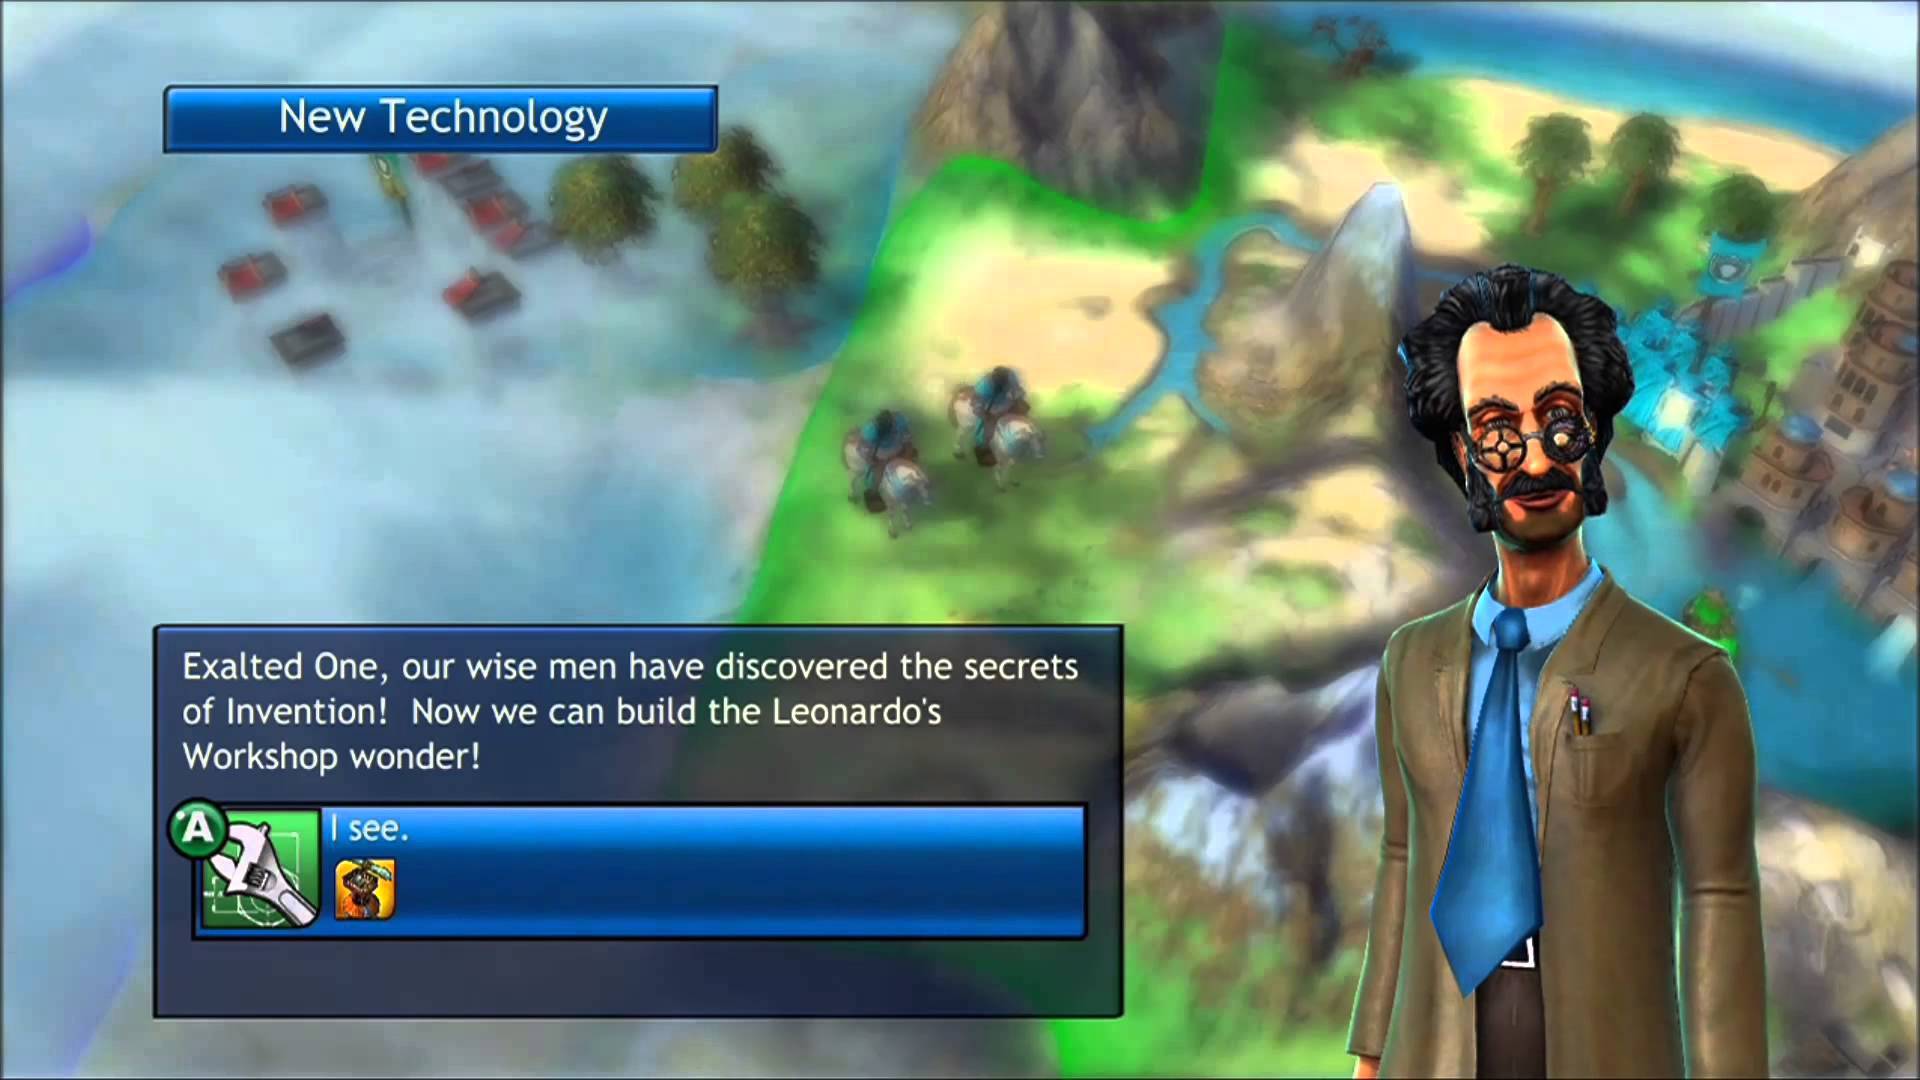 New Technology
Exalted One, our wise men have discovered the secrets
of Invention!  Now we can build the Leonardo's
Workshop wonder!
A
I see.